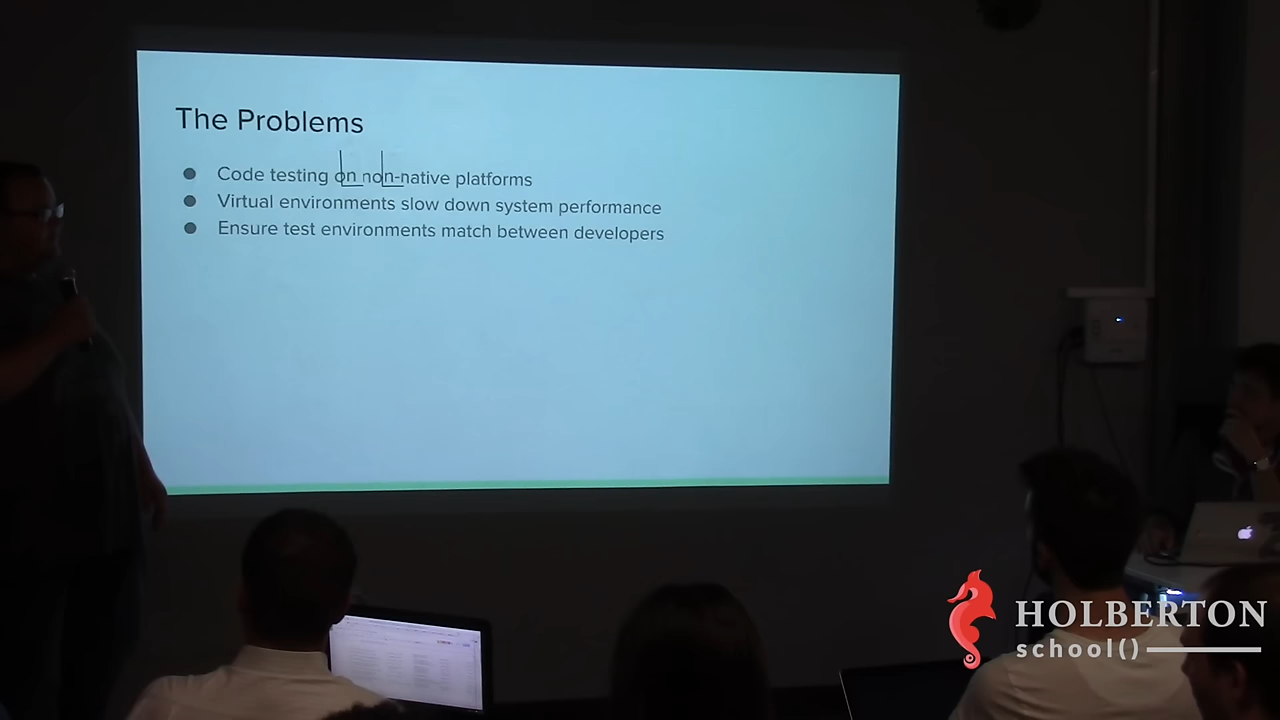 The Problems
● Code testing on non-native platforms
● Virtual environments slow down system performance
● Ensure test environments match between developers
HOLBERTON
school()